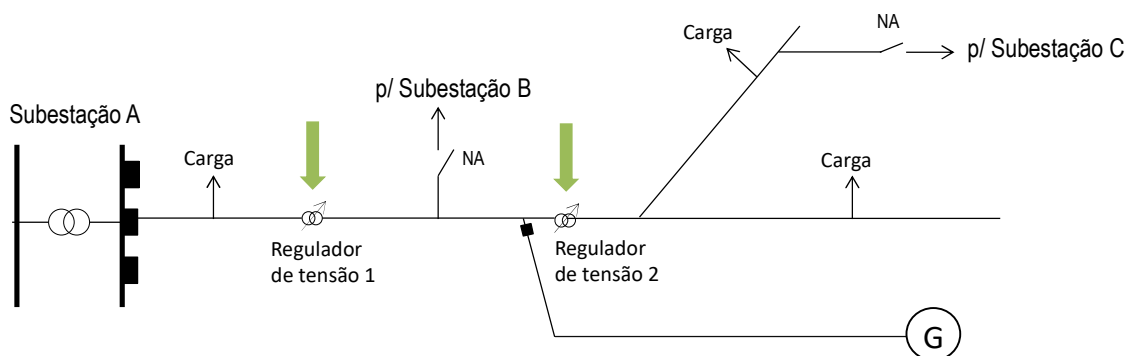 NA
Carga
p/ Subestação C
p/ Subestação B
Subestação A
Carga
NA
Carga
Regulador
de tensão 1
Regulador
de tensão 2
G